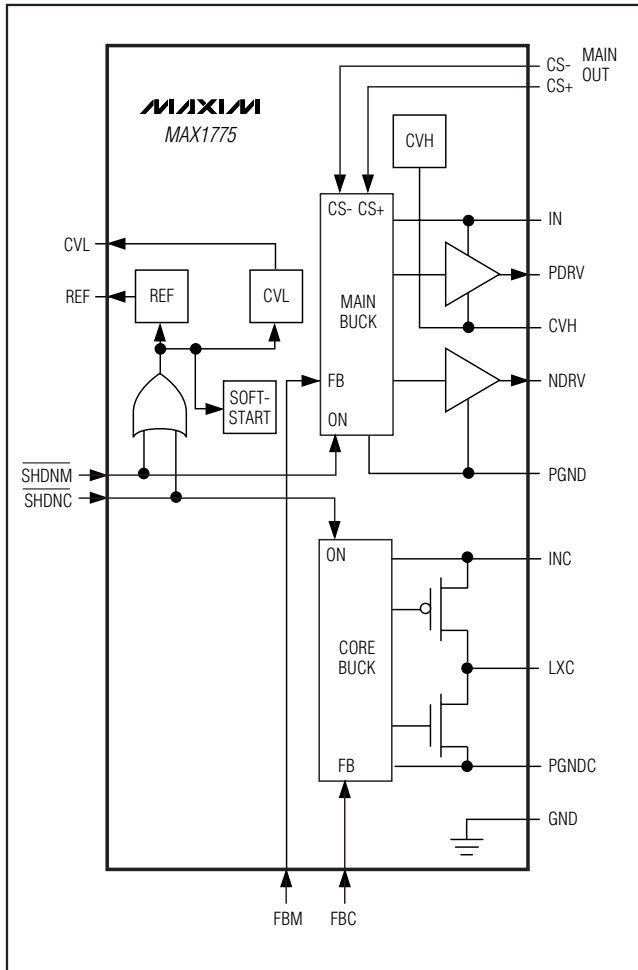 CS- MAIN
OUT
CS+
MAXIM
MAX1775
CVH
CS- CS+
IN
CVL
PDRV
REF
REF
CVL
MAIN
BUCK
CVH
FB
NDRV
SOFT-
START
ON
SHDNM
PGND
SHDNC
ON
INC
CORE
BUCK
LXC
FB
PGNDC
GND
FBM
FBC